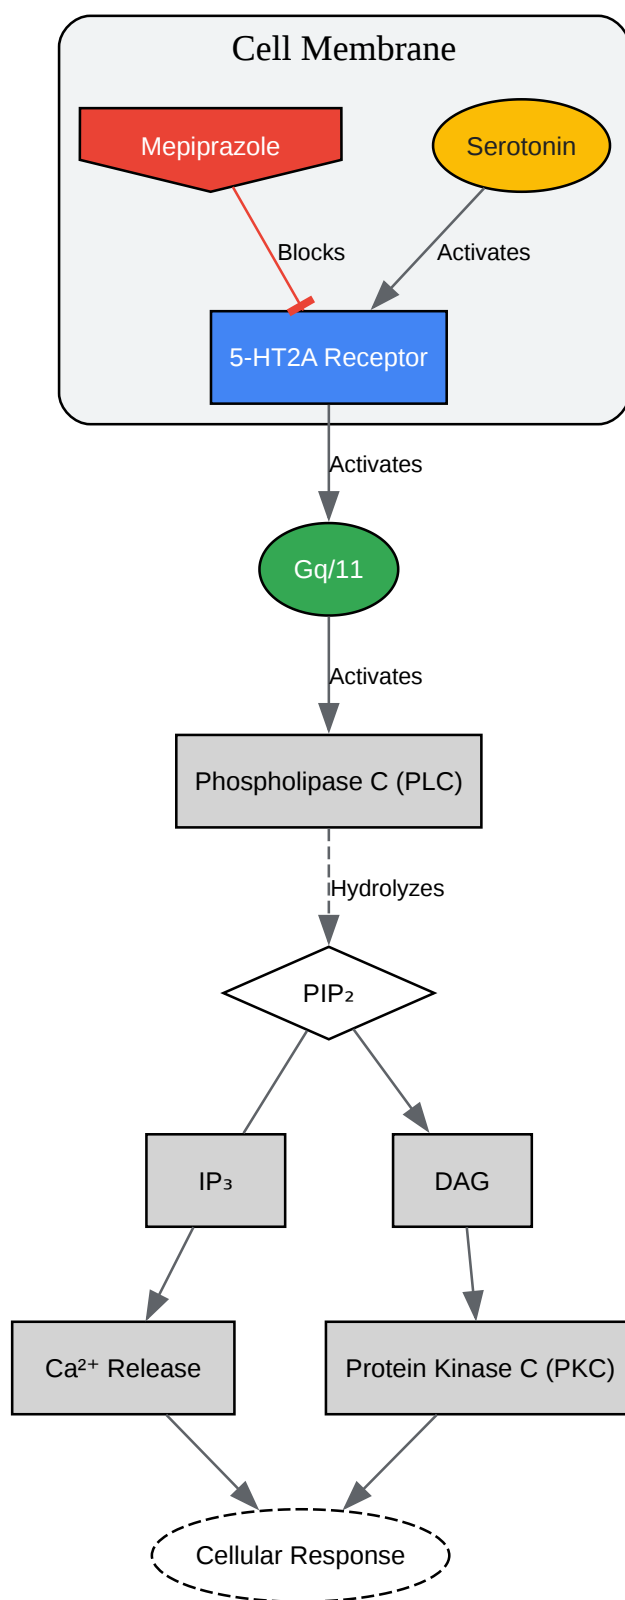 Cell Membrane
Mepiprazole
Serotonin
Blocks
Activates
5-HT2A Receptor
Activates
Gq/11
Activates
Phospholipase C (PLC)
Hydrolyzes
PIP₂
IP₃
DAG
Ca²⁺ Release
Protein Kinase C (PKC)
Cellular Response